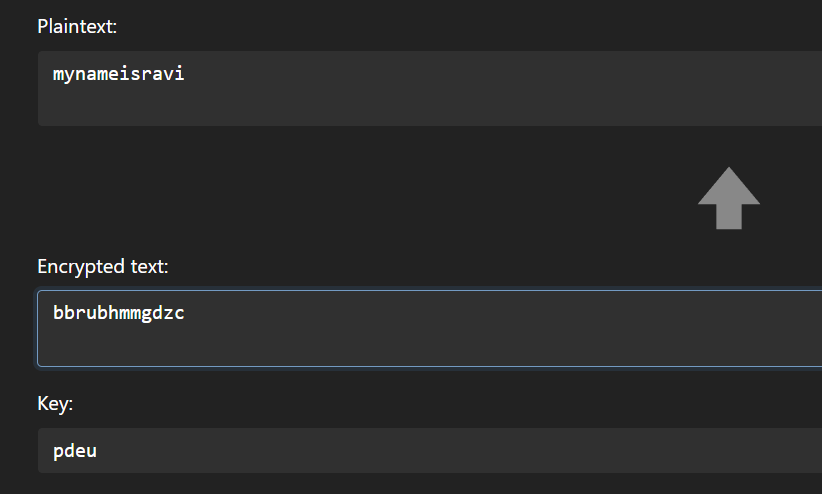 Plaintext:
mynameisravi
Encrypted text:
bbrubhmmgdzc
Key:
pdeu